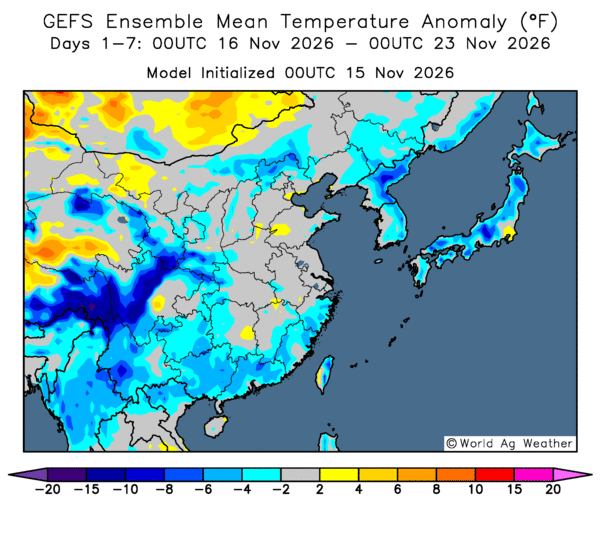 GEFS Ensemble Mean Temperature Anomaly (°F)
Days 1−7: 00UTC 16 Nov 2026 − 00UTC 23 Nov 2026
Model Initialized 00UTC 15 Nov 2026
© World Ag Weather
−20 −15 −10 −8 −6 −4 −2 2 4 6 8 10 15 20